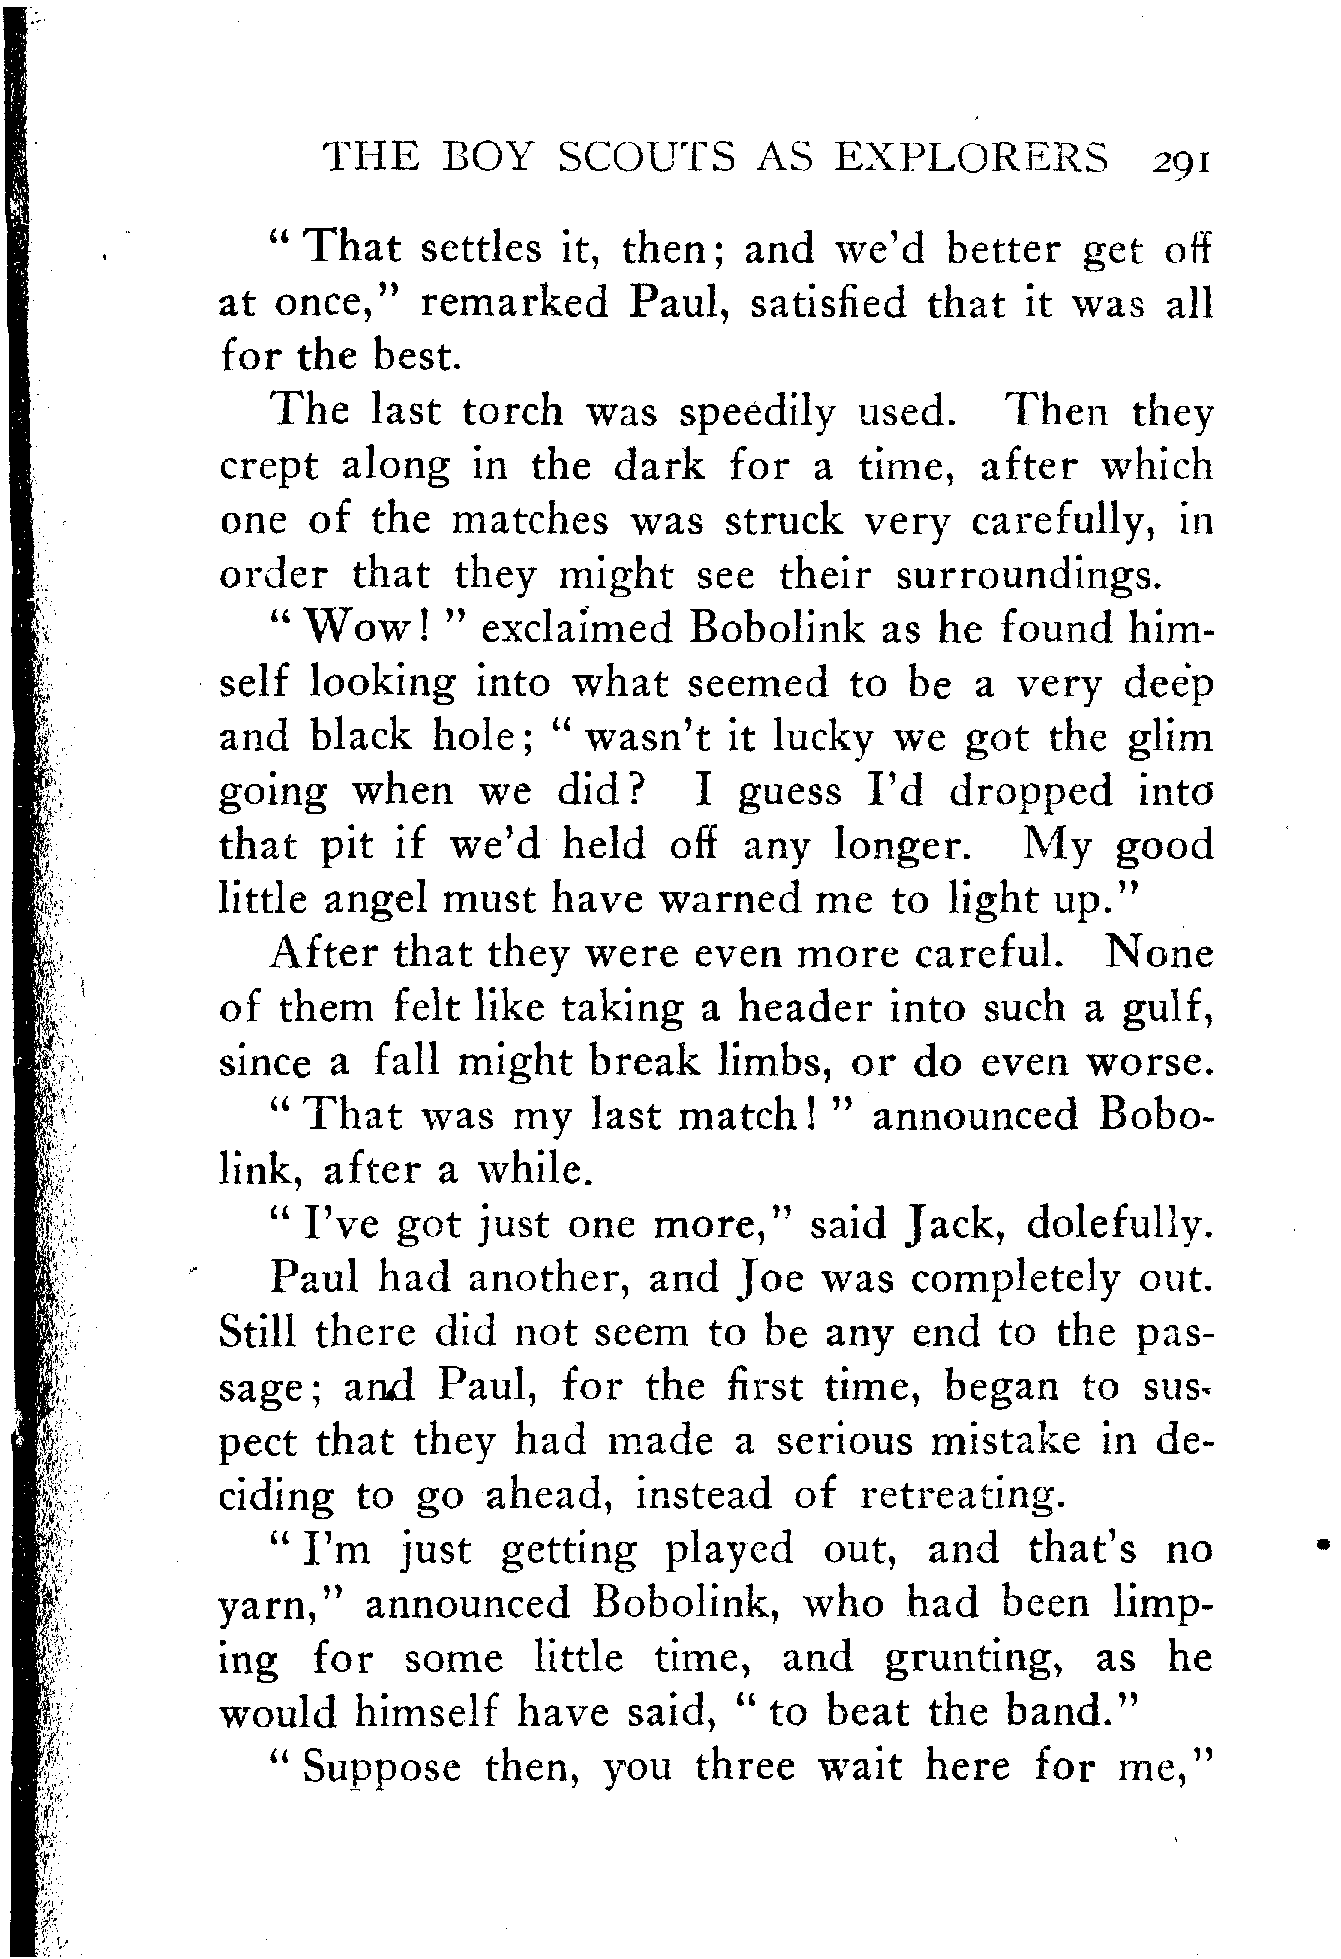 THE BOY SCOUTS AS EXPLORERS 291
" That settles it, then; and we'd better get off
at once," remarked Paul, satisfied that it was all
for the best.
The last torch was speedily used. Then they
crept along in the dark for a time, after which
one of the matches was struck very carefully, in
order that they might see their surroundings.
" Wow! " exclaimed Bobolink as he found him-
self looking into what seemed to be a very deep
and black hole; " wasn't it lucky we got the glim
going when we did? I guess I'd dropped into
that pit if we'd held off any longer. My good
little angel must have warned me to light up."
After that they were even more careful. None
of them felt like taking a header into such a gulf,
since a fall might break limbs, or do even worse.
" That was my last match! " announced Bobo-
link, after a while.
" I've got just one more," said Jack, dolefully.
Paul had another, and Joe was completely out.
Still there did not seem to be any end to the pas-
sage; and Paul, for the first time, began to sus-
pect that they had made a serious mistake in de-
ciding to go ahead, instead of retreating.
" I'm just getting played out, and that's no
yarn," announced Bobolink, who had been limp-
ing for some little time, and grunting, as he
would himself have said, " to beat the band."
" Suppose then, you three wait here for me,"